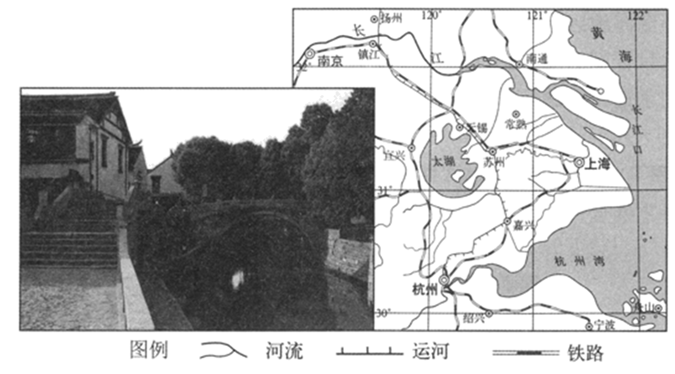 120° 121° 122°
扬州
黄
海
长
江
镇江
南京
南通
长
江
口
无锡
常熟
宜兴
太湖
苏州
上海
31°
嘉兴
杭州湾
杭州
30°
绍兴
舟山
宁波
图例 河流 运河 铁路